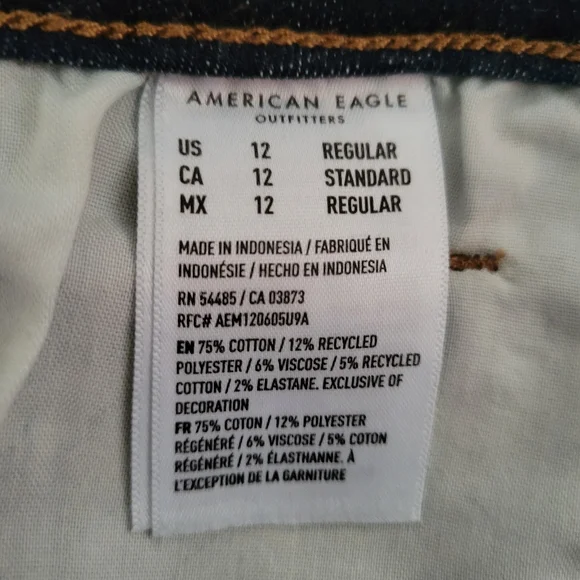 AMERICAN EAGLE
OUTFITTERS
US 12 REGULAR
CA 12 STANDARD
MX 12 REGULAR
MADE IN INDONESIA / FABRIQUÉ EN
INDONÉSIE / HECHO EN INDONESIA
RN 54485 / CA 03873
RFC# AEM120605U9A
EN 75% COTTON / 12% RECYCLED
POLYESTER / 6% VISCOSE / 5% RECYCLED
COTTON / 2% ELASTANE. EXCLUSIVE OF
DECORATION
FR 75% COTON / 12% POLYESTER
RÉGÉNÉRÉ / 6% VISCOSE / 5% COTON
RÉGÉNÉRÉ / 2% ÉLASTHANNE. À
L'EXCEPTION DE LA GARNITURE